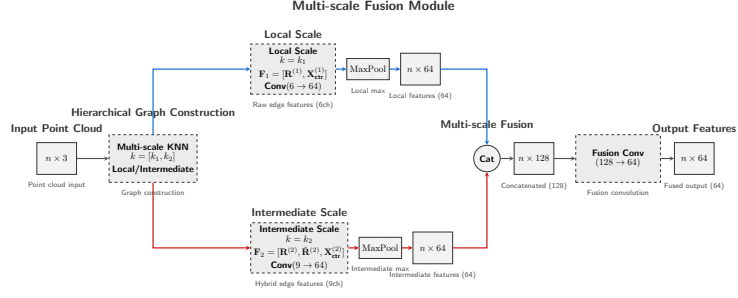 Multi-scale Fusion Module
Local Scale
Local Scale
k = k₁
F₁ = [R⁽¹⁾, X_ctr⁽¹⁾]
Conv(6 → 64)
Raw edge features (6ch)
MaxPool
Local max
n × 64
Local features (64)
Hierarchical Graph Construction
Input Point Cloud
n × 3
Point cloud input
Multi-scale KNN
k = [k₁, k₂]
Local/Intermediate
Graph construction
Multi-scale Fusion
Cat
n × 128
Concatenated (128)
Fusion Conv
(128 → 64)
Fusion convolution
Output Features
n × 64
Fused output (64)
Intermediate Scale
Intermediate Scale
k = k₂
F₂ = [R⁽²⁾, R̄⁽²⁾, X_ctr⁽²⁾]
Conv(9 → 64)
Hybrid edge features (9ch)
MaxPool
Intermediate max
n × 64
Intermediate features (64)